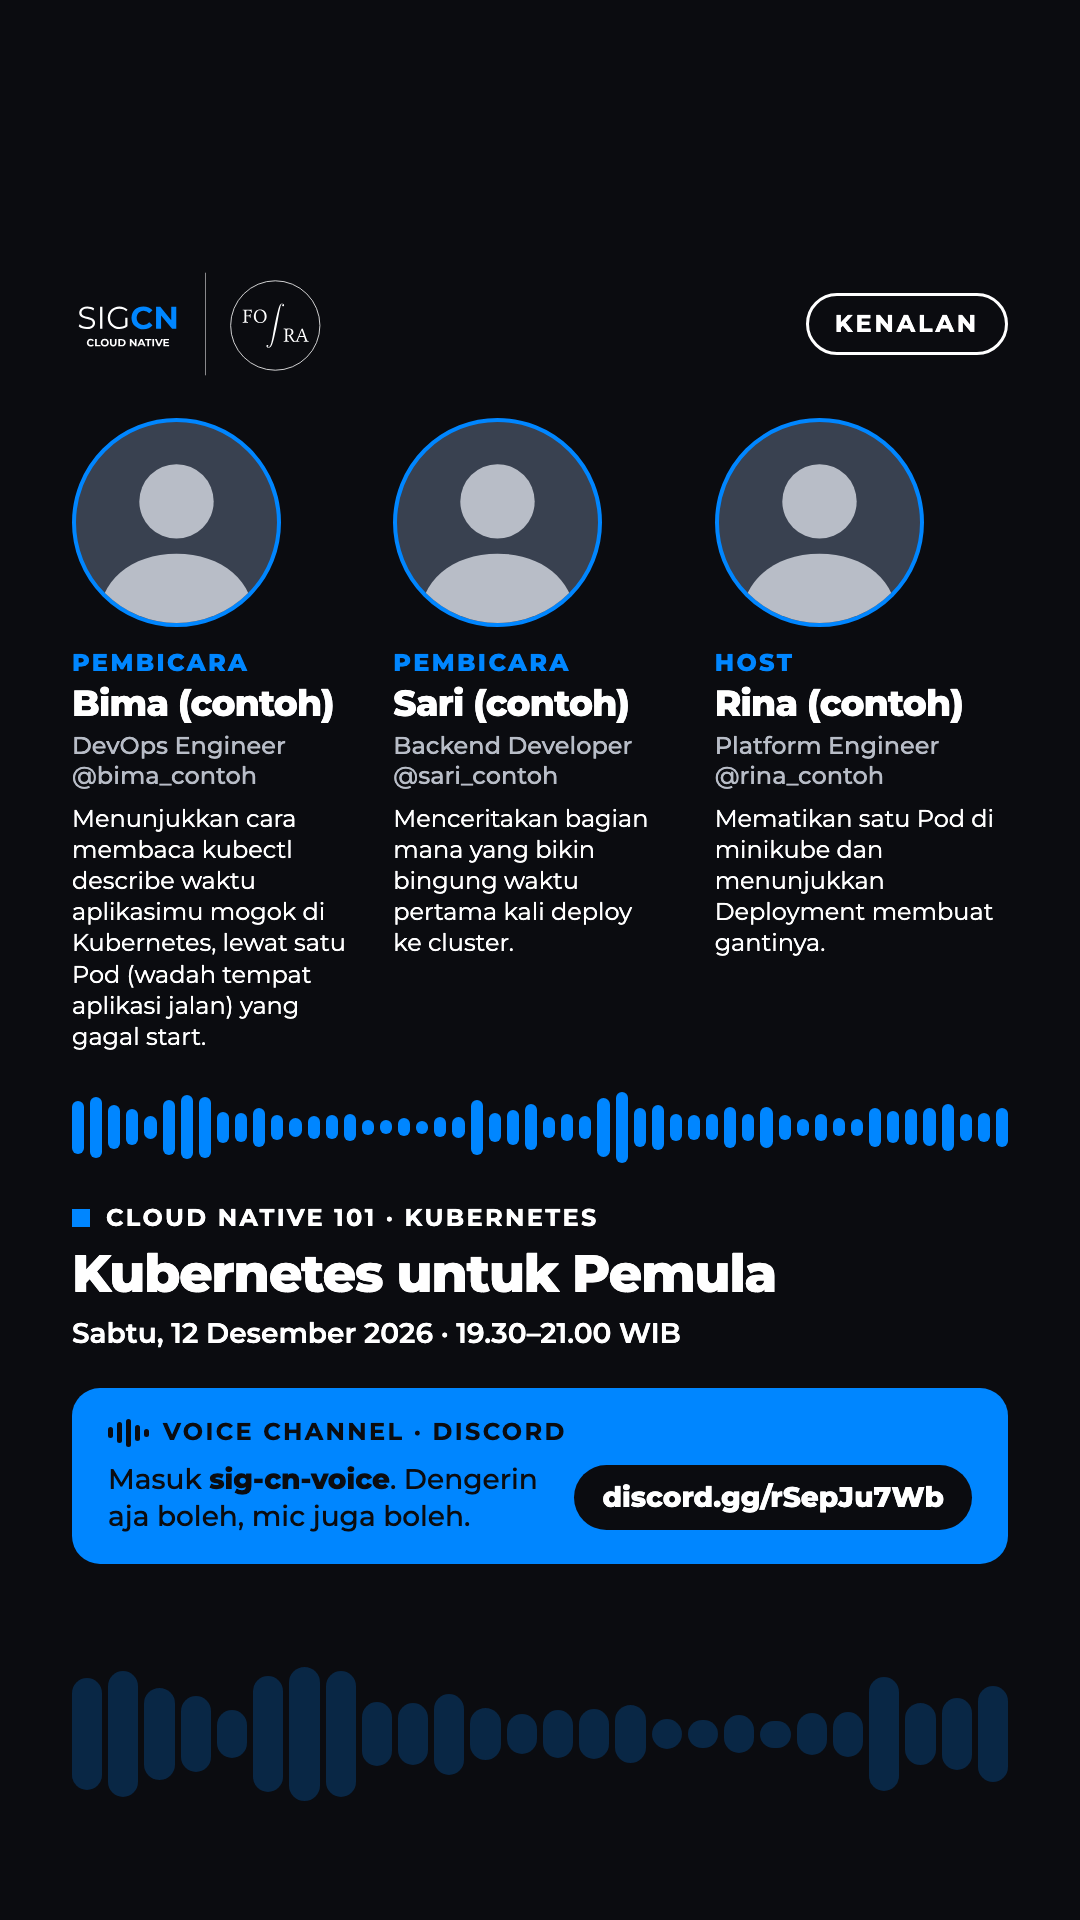 SIGCN
CLOUD NATIVE
FO
RA
KENALAN
PEMBICARA
Bima (contoh)
DevOps Engineer
@bima_contoh
Menunjukkan cara
membaca kubectl
describe waktu
aplikasimu mogok di
Kubernetes, lewat satu
Pod (wadah tempat
aplikasi jalan) yang
gagal start.
PEMBICARA
Sari (contoh)
Backend Developer
@sari_contoh
Menceritakan bagian
mana yang bikin
bingung waktu
pertama kali deploy
ke cluster.
HOST
Rina (contoh)
Platform Engineer
@rina_contoh
Mematikan satu Pod di
minikube dan
menunjukkan
Deployment membuat
gantinya.
CLOUD NATIVE 101 · KUBERNETES
Kubernetes untuk Pemula
Sabtu, 12 Desember 2026 · 19.30–21.00 WIB
VOICE CHANNEL · DISCORD
Masuk sig-cn-voice. Dengerin
aja boleh, mic juga boleh.
discord.gg/rSepJu7Wb